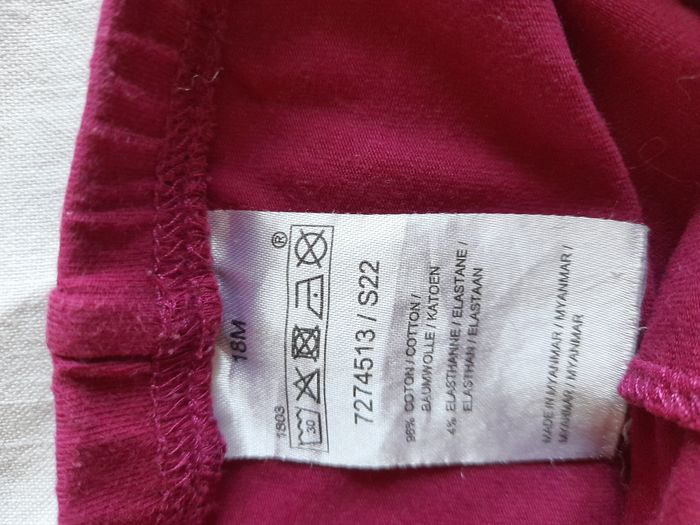 18M
1803 ®
30
7274513 / S22
96% COTON / COTTON /
BAUMWOLLE / KATOEN
4% ELASTHANNE / ELASTANE /
ELASTHAN / ELASTAAN
MADE IN MYANMAR / MYANMAR /
MYANMAR / MYANMAR